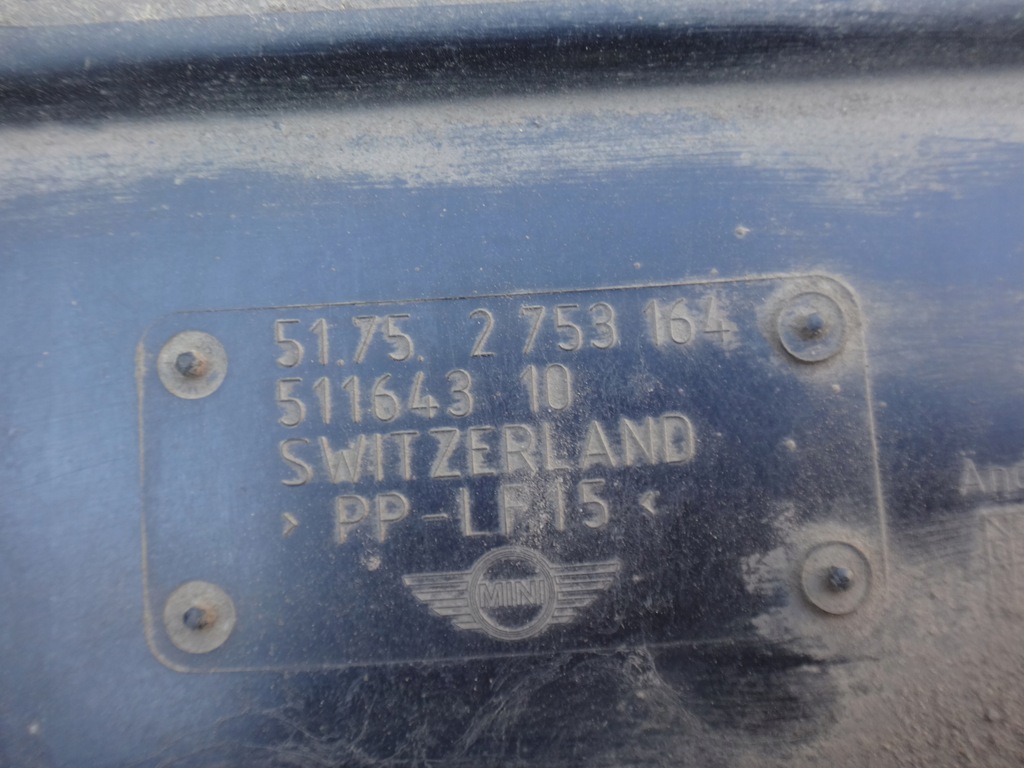 51.75. 2 753 164
511643 10
SWITZERLAND
> PP-LF15 <
MINI